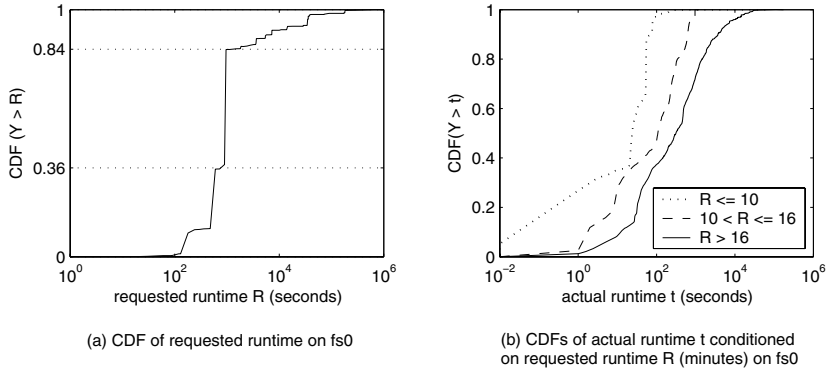 1
0.84
0.36
0
10^0
10^2
10^4
10^6
CDF (Y > R)
requested runtime R (seconds)
(a) CDF of requested runtime on fs0
1
0.8
0.6
0.4
0.2
0
10^-2
10^0
10^2
10^4
10^6
CDF(Y > t)
actual runtime t (seconds)
R <= 10
10 < R <= 16
R > 16
(b) CDFs of actual runtime t conditioned
on requested runtime R (minutes) on fs0